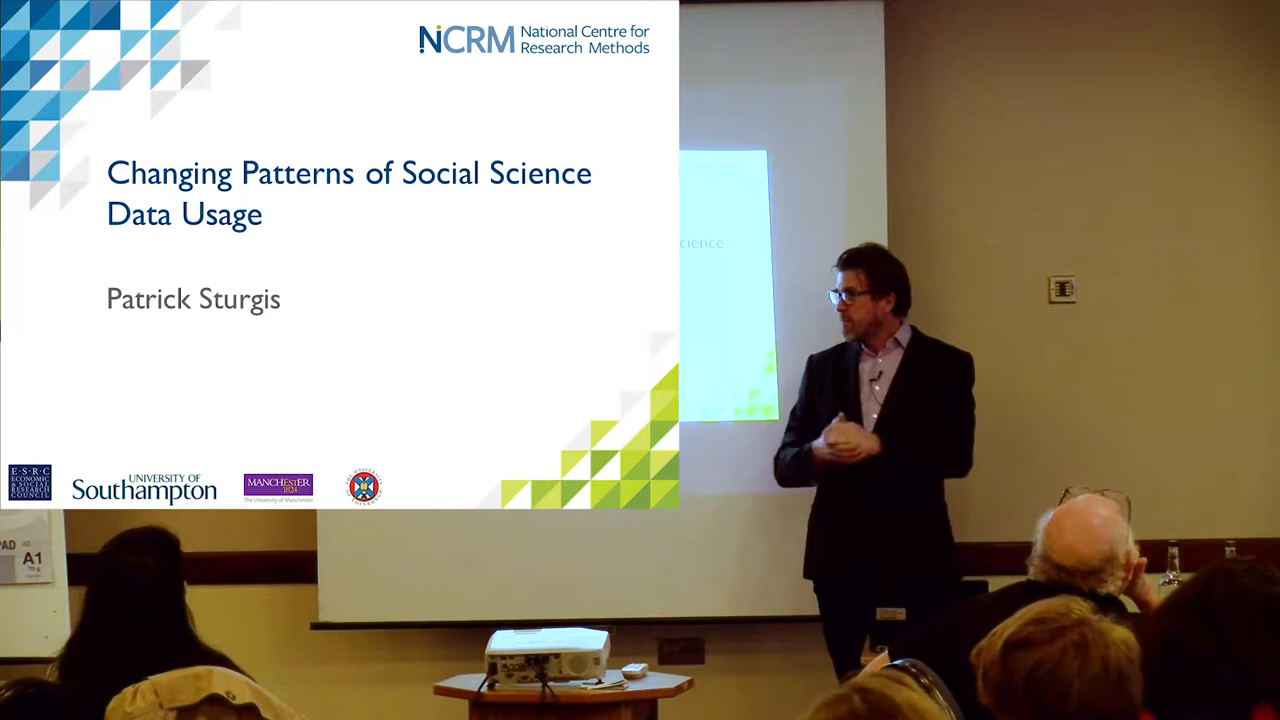 NCRM National Centre for
Research Methods
Changing Patterns of Social Science
Data Usage
Patrick Sturgis
cience
E·S·R·C
ECONOMIC
& SOCIAL
RESEARCH
COUNCIL
UNIVERSITY OF
Southampton
MANCHESTER
1824
The University of Manchester
PAD
A1